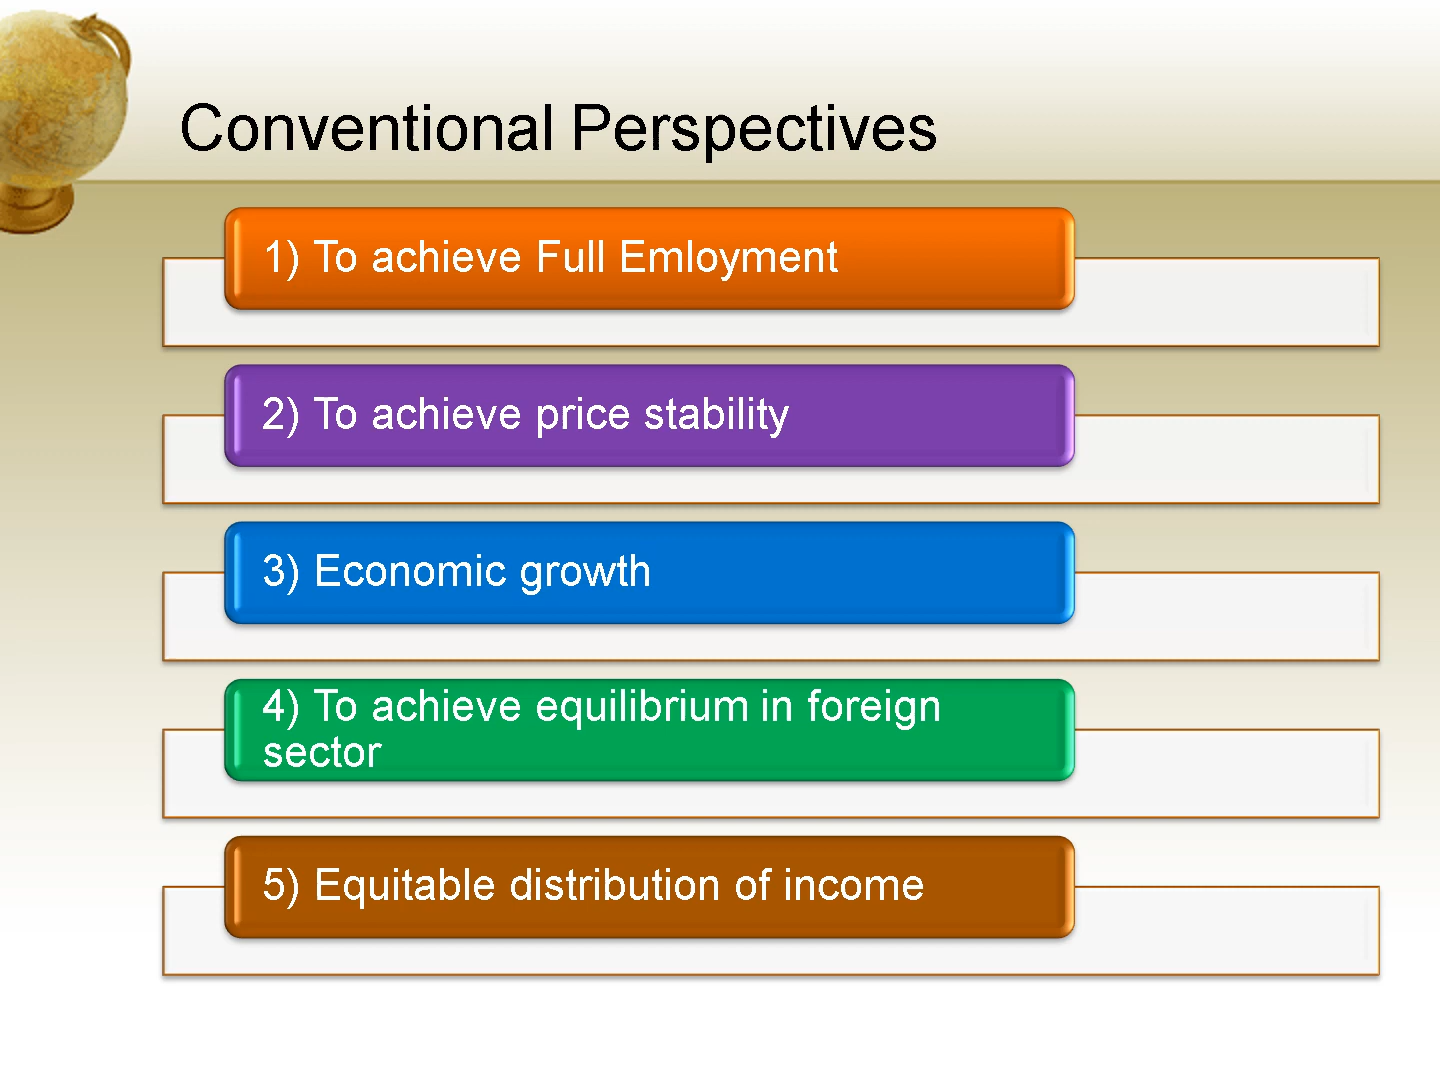 Conventional Perspectives
1) To achieve Full Emloyment
2) To achieve price stability
3) Economic growth
4) To achieve equilibrium in foreign
sector
5) Equitable distribution of income